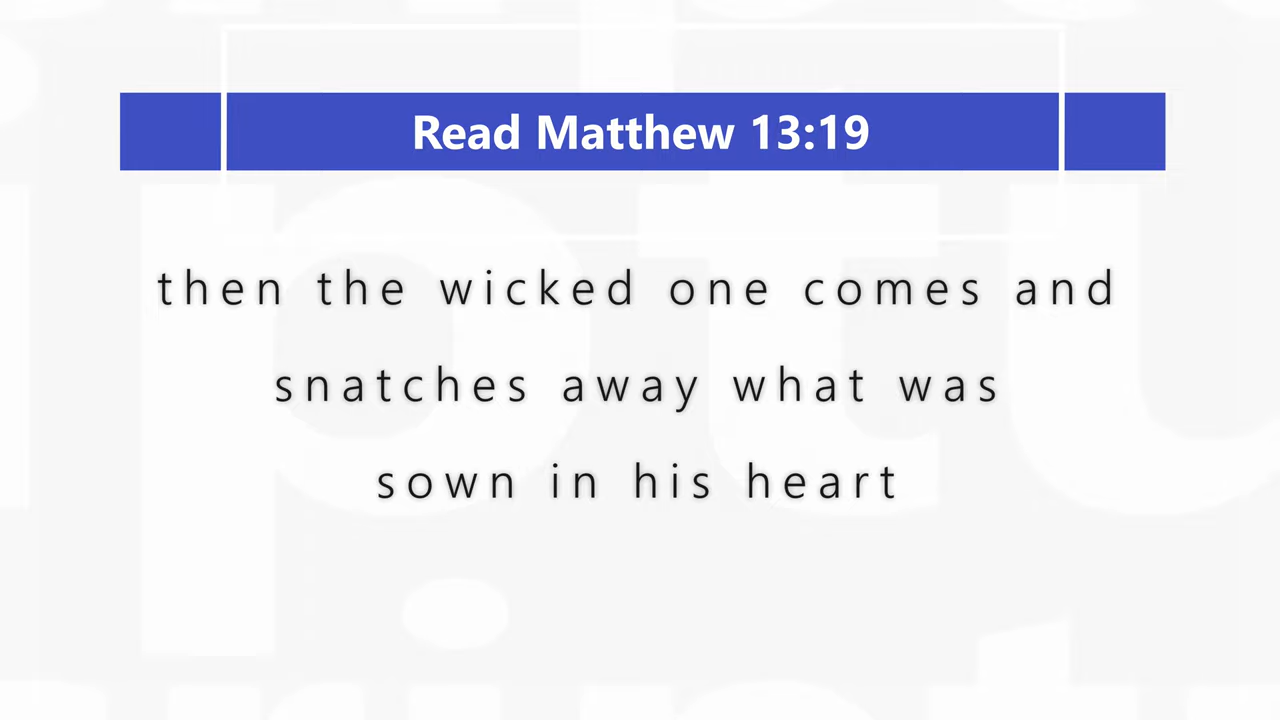 Read Matthew 13:19
then the wicked one comes and
snatches away what was
sown in his heart